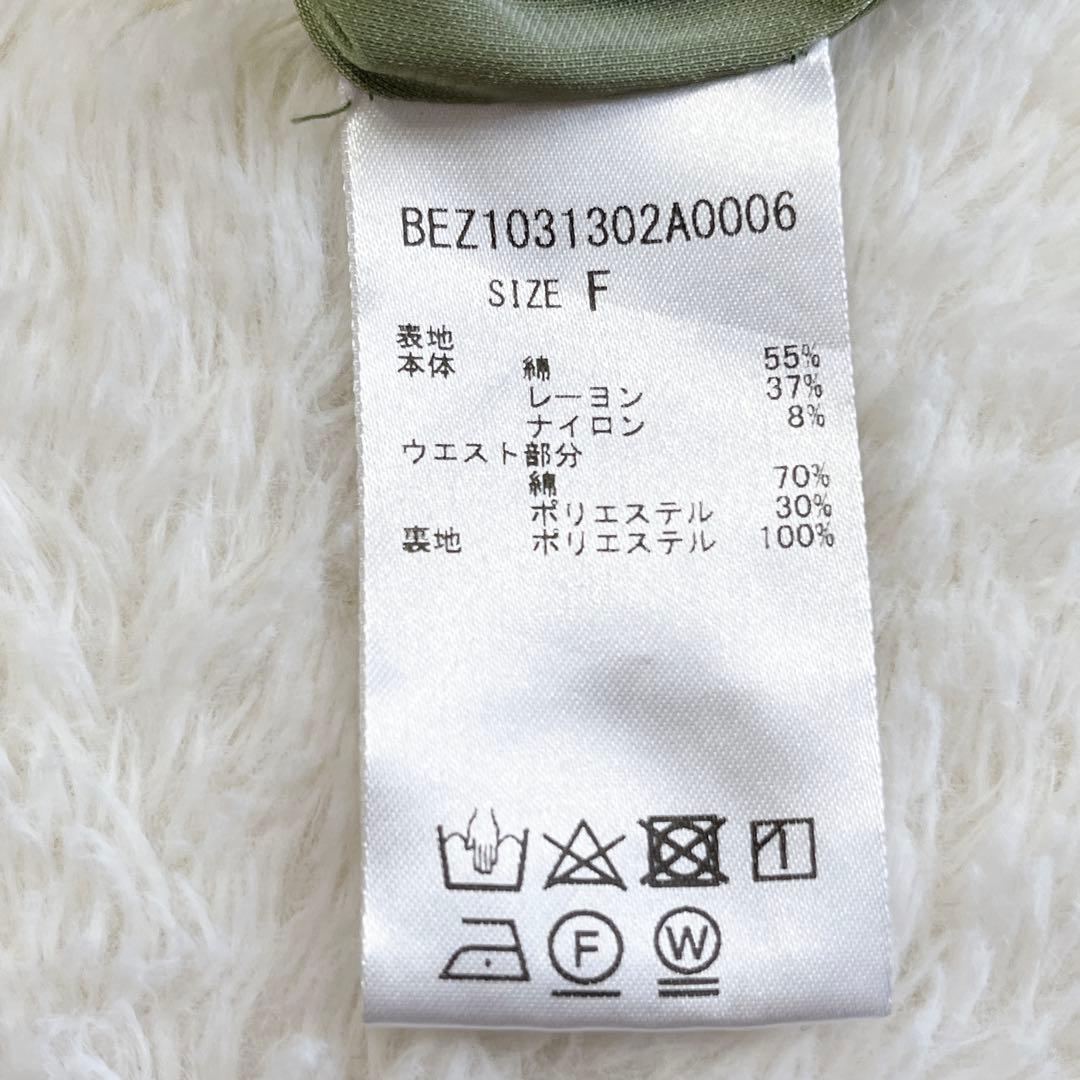 BEZ1031302A0006
SIZE F
表地
本体 綿 55%
レーヨン 37%
ナイロン 8%
ウエスト部分
綿 70%
ポリエステル 30%
裏地 ポリエステル 100%
F W